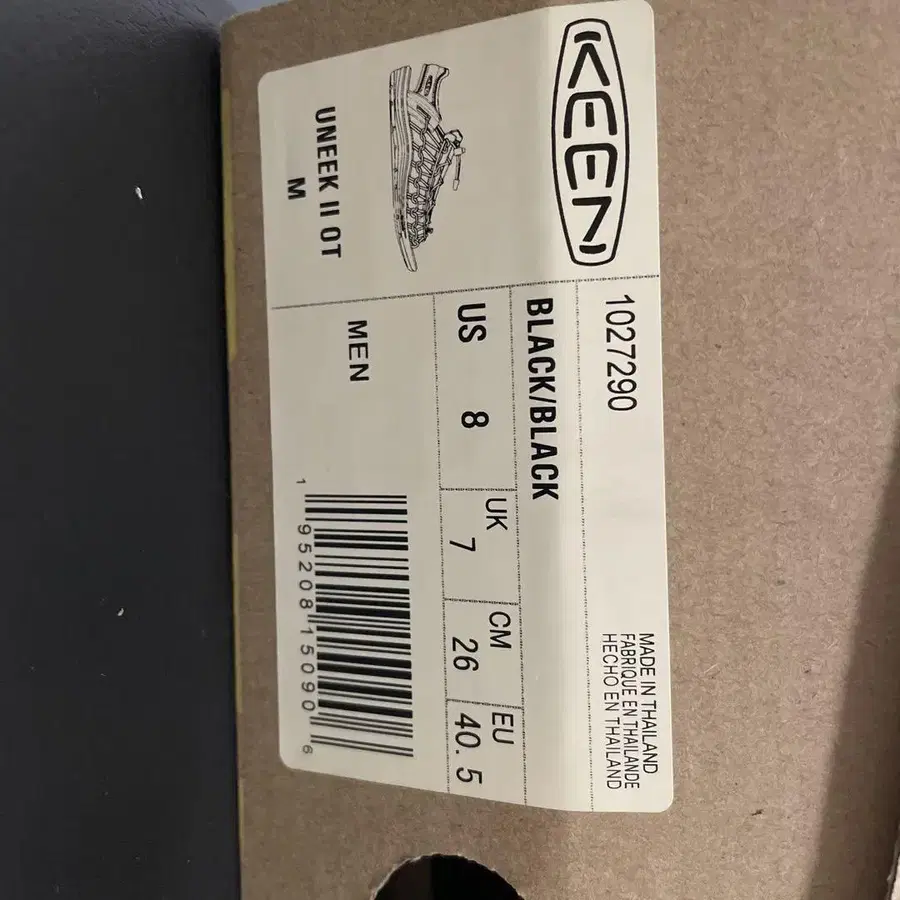 KEEN
UNEEK II OT
M
1027290
MADE IN THAILAND
FABRIQUE EN THAILANDE
HECHO EN THAILAND
BLACK/BLACK
US 8
UK 7
CM 26
EU 40.5
MEN
1 95208 15090 6